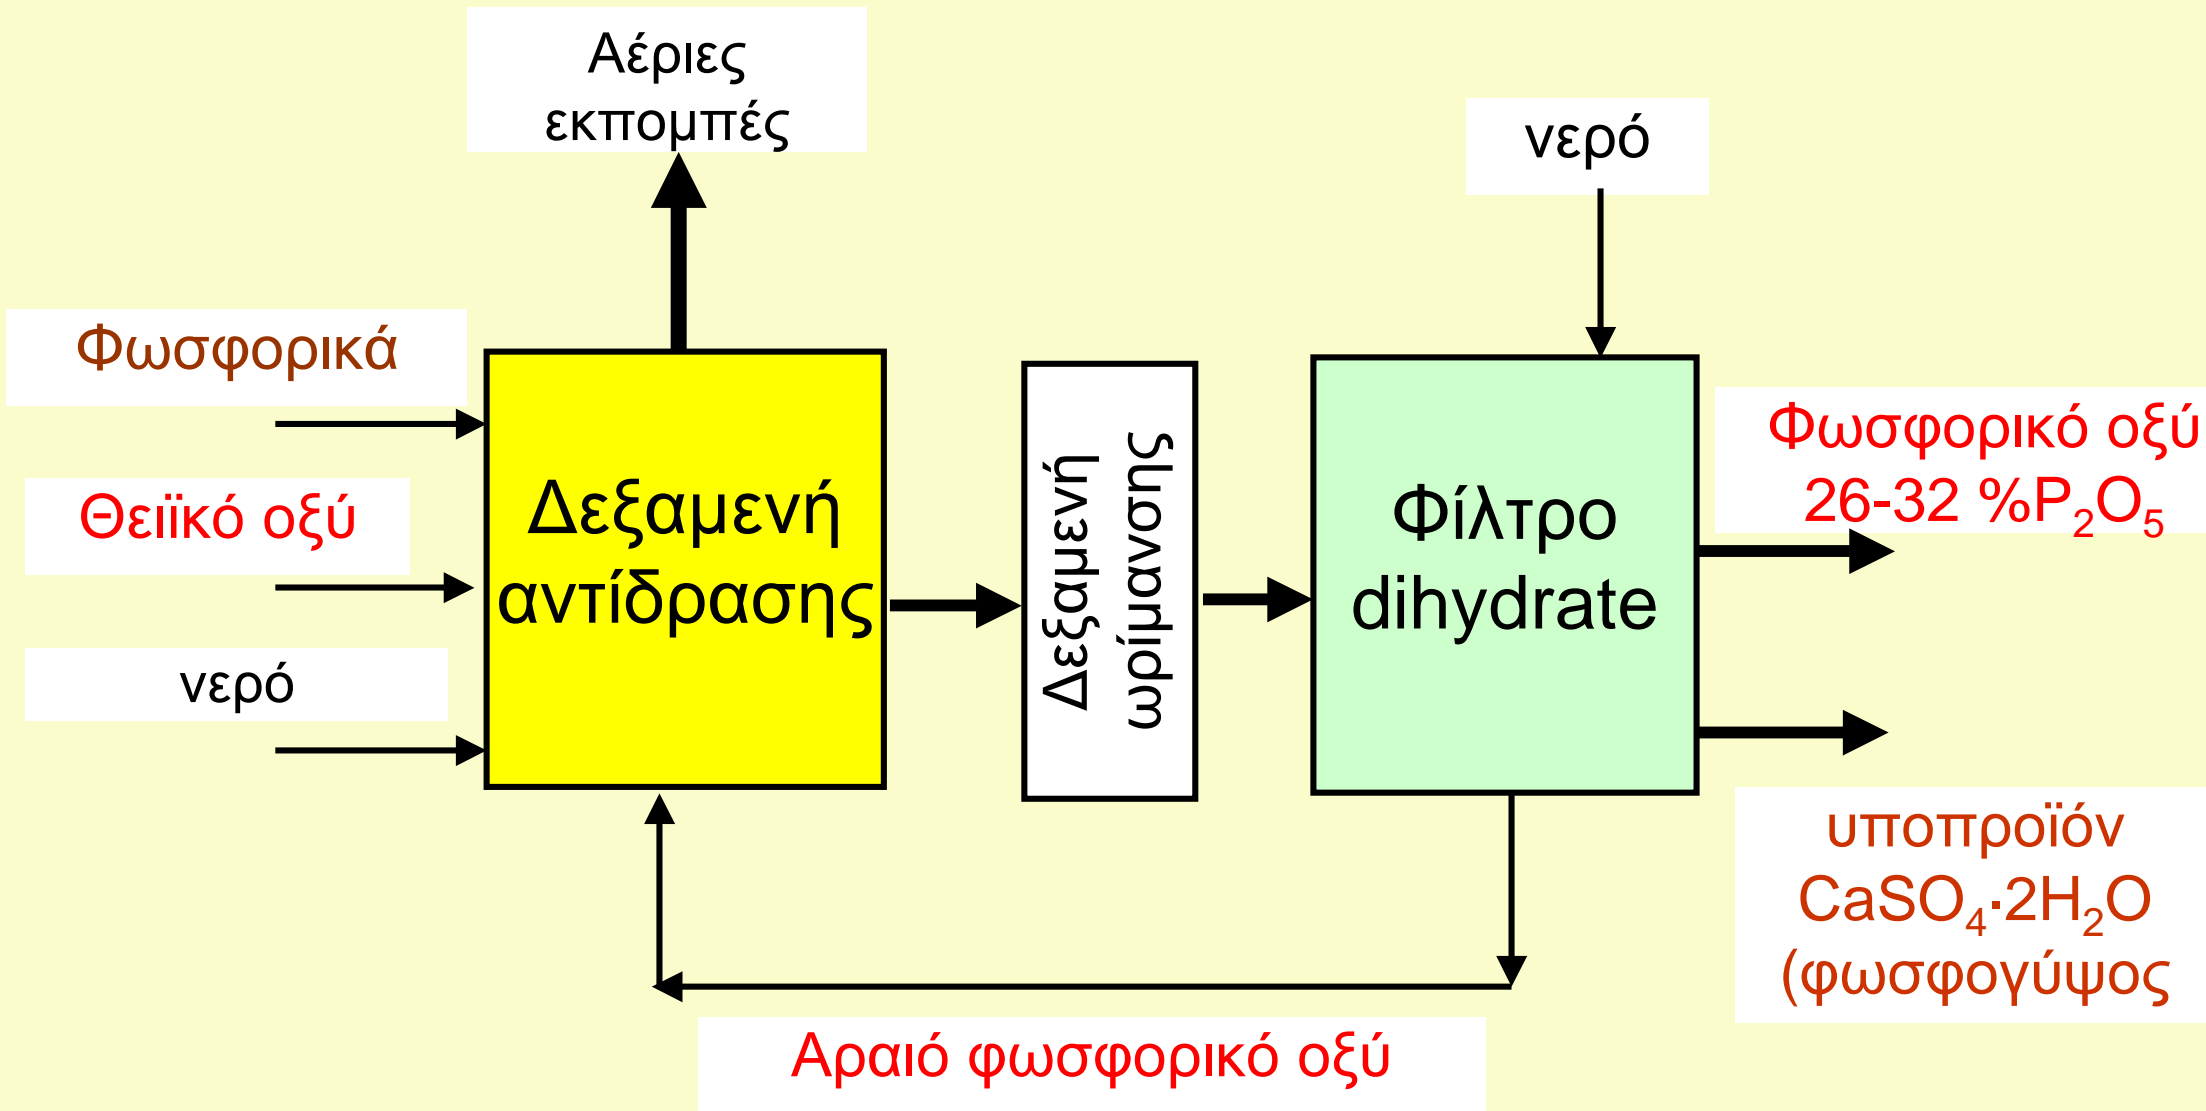 Αέριες
εκπομπές
νερό
Φωσφορικά
Θειϊκό οξύ
νερό
Δεξαμενή
αντίδρασης
Δεξαμενή
ωρίμανσης
Φίλτρο
dihydrate
Φωσφορικό οξύ
26-32 %P₂O₅
υποπροϊόν
CaSO₄·2H₂O
(φωσφογύψος
Αραιό φωσφορικό οξύ